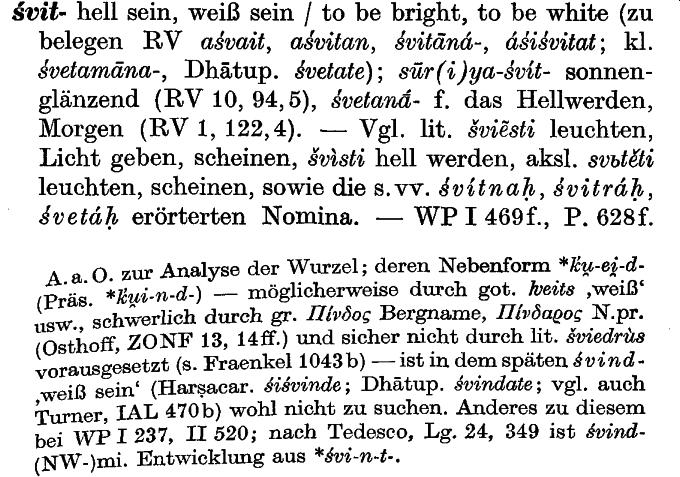 śvit- hell sein, weiß sein / to be bright, to be white (zu
belegen RV aśvait, aśvitan, śvitāná-, áśiśvitat; kl.
śvetamāna-, Dhātup. śvetate); sū́r(i)ya-śvít- sonnen-
glänzend (RV 10, 94,5), śvetanā́- f. das Hellwerden,
Morgen (RV 1, 122,4). — Vgl. lit. šviẽsti leuchten,
Licht geben, scheinen, švìsti hell werden, aksl. svьtěti
leuchten, scheinen, sowie die s.vv. śvítnaḥ, śvitráḥ,
śvetáḥ erörterten Nomina. — WP I 469f., P. 628f.
A. a. O. zur Analyse der Wurzel; deren Nebenform *k̑u̯-ei̯-d-
(Präs. *k̑u̯i-n-d-) — möglicherweise durch got. ƕeits ‚weiß‘
usw., schwerlich durch gr. Πίνδος Bergname, Πίνδαρος N.pr.
(Osthoff, ZONF 13, 14ff.) und sicher nicht durch lit. šviedrùs
vorausgesetzt (s. Fraenkel 1043b) — ist in dem späten śvind-
‚weiß sein‘ (Harṣacar. śiśvinde; Dhātup. śvindate; vgl. auch
Turner, IAL 470b) wohl nicht zu suchen. Anderes zu diesem
bei WP I 237, II 520; nach Tedesco, Lg. 24, 349 ist śvind-
(NW-)mi. Entwicklung aus *śvi-n-t-.